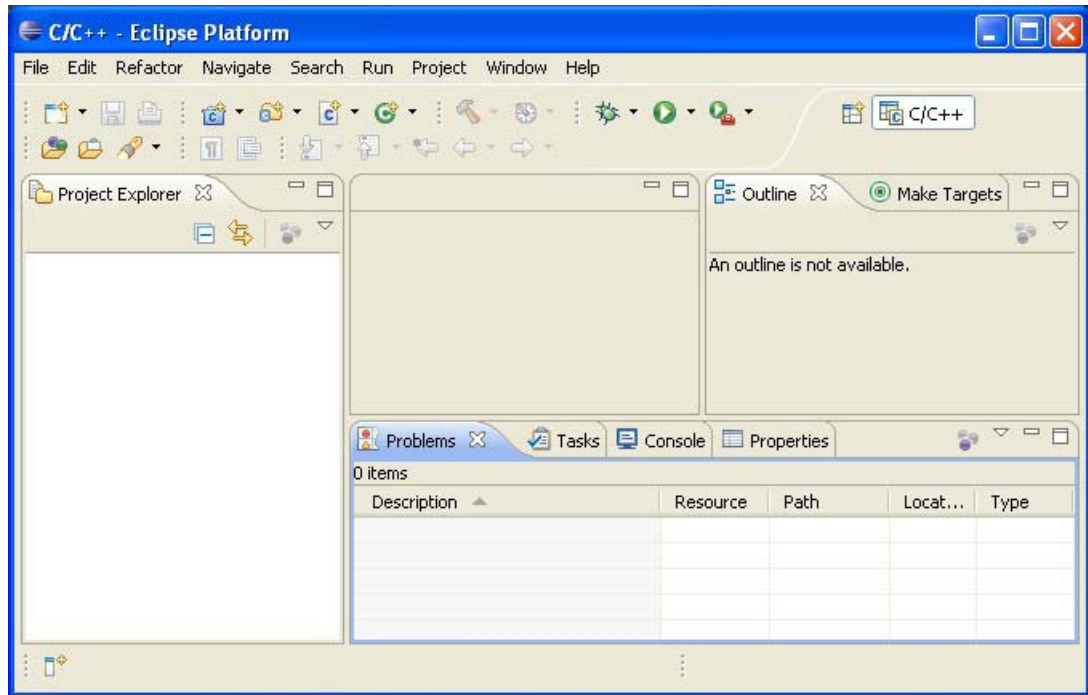 C/C++ - Eclipse Platform
File Edit Refactor Navigate Search Run Project Window Help
C/C++
Project Explorer
Outline Make Targets
An outline is not available.
Problems Tasks Console Properties
0 items
Description Resource Path Locat... Type